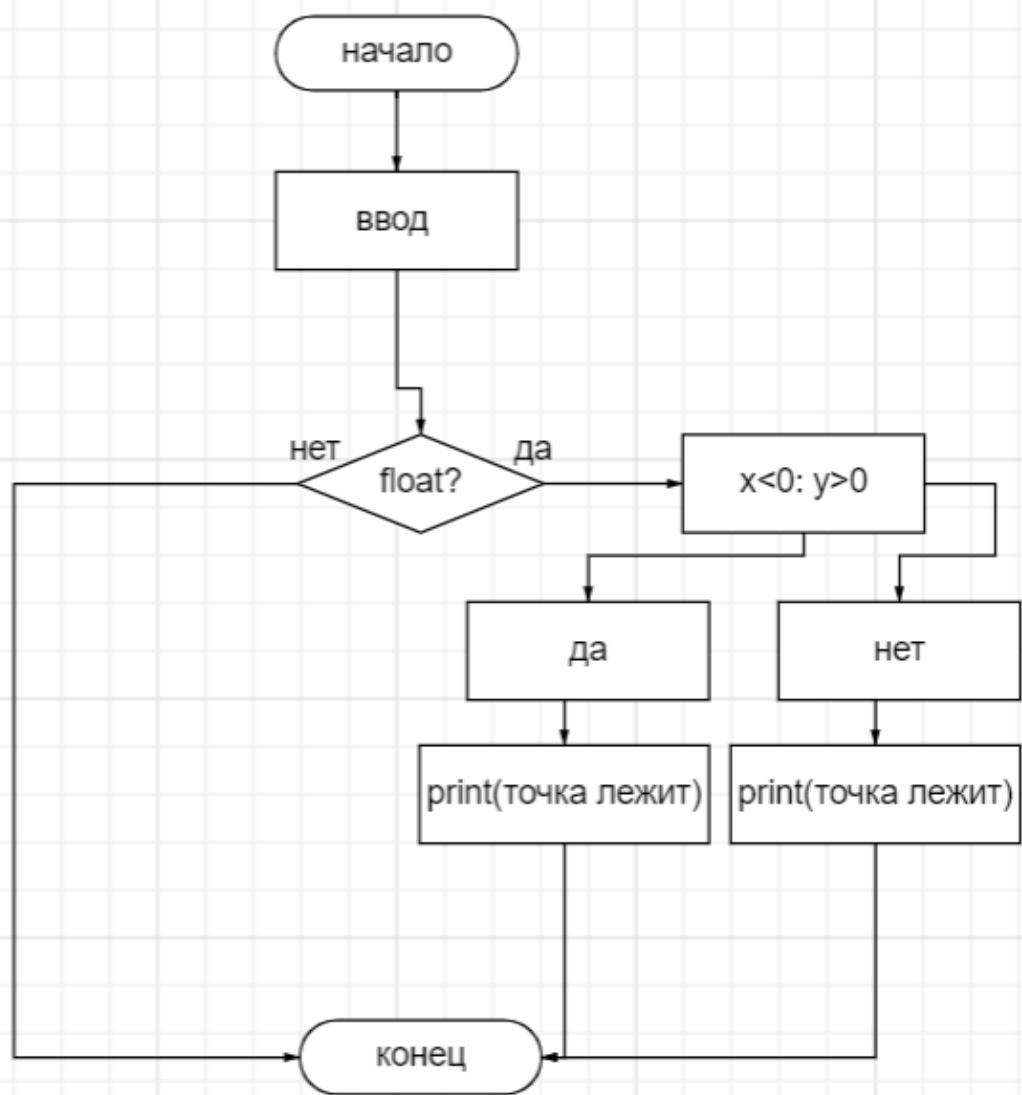 начало
ввод
нет
да
float?
x<0: y>0
да
нет
print(точка лежит)
print(точка лежит)
конец